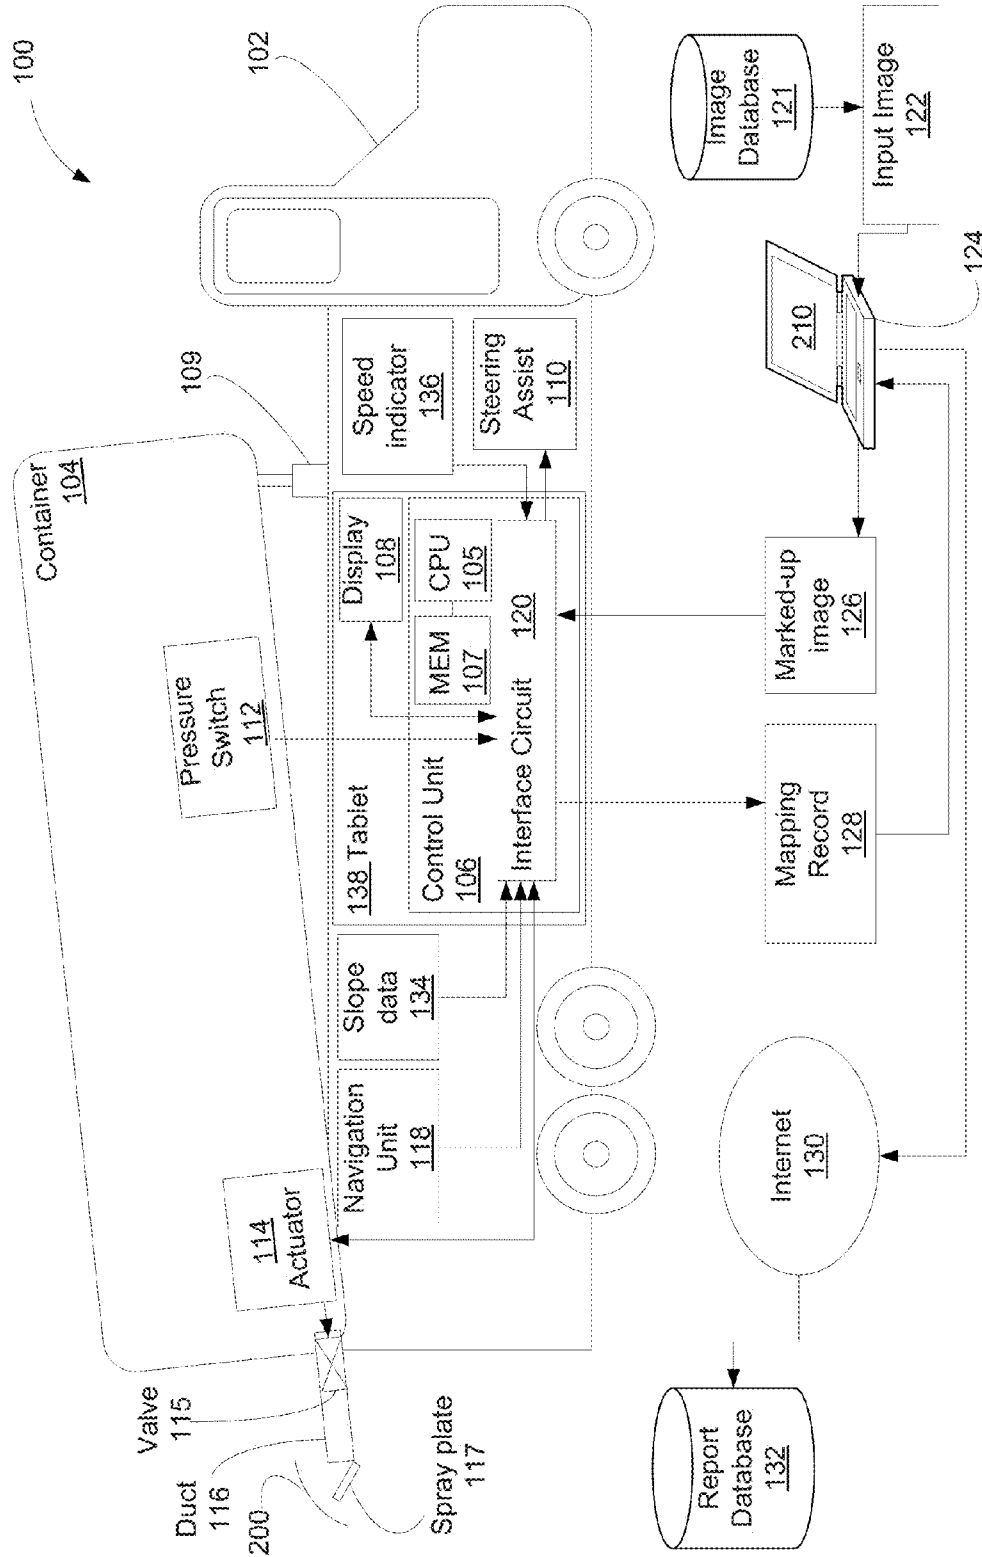 100
102
109
Container
104
Pressure
Switch
112
114
Actuator
Valve
115
Duct
116
200
Spray plate
117
Navigation
Unit
118
Slope
data
134
138 Tablet
Display
108
Control Unit
106
MEM
107
CPU
105
Interface Circuit
120
Speed
indicator
136
Steering
Assist
110
Report
Database
132
Internet
130
Mapping
Record
128
Marked-up
image
126
210
124
Image
Database
121
Input Image
122